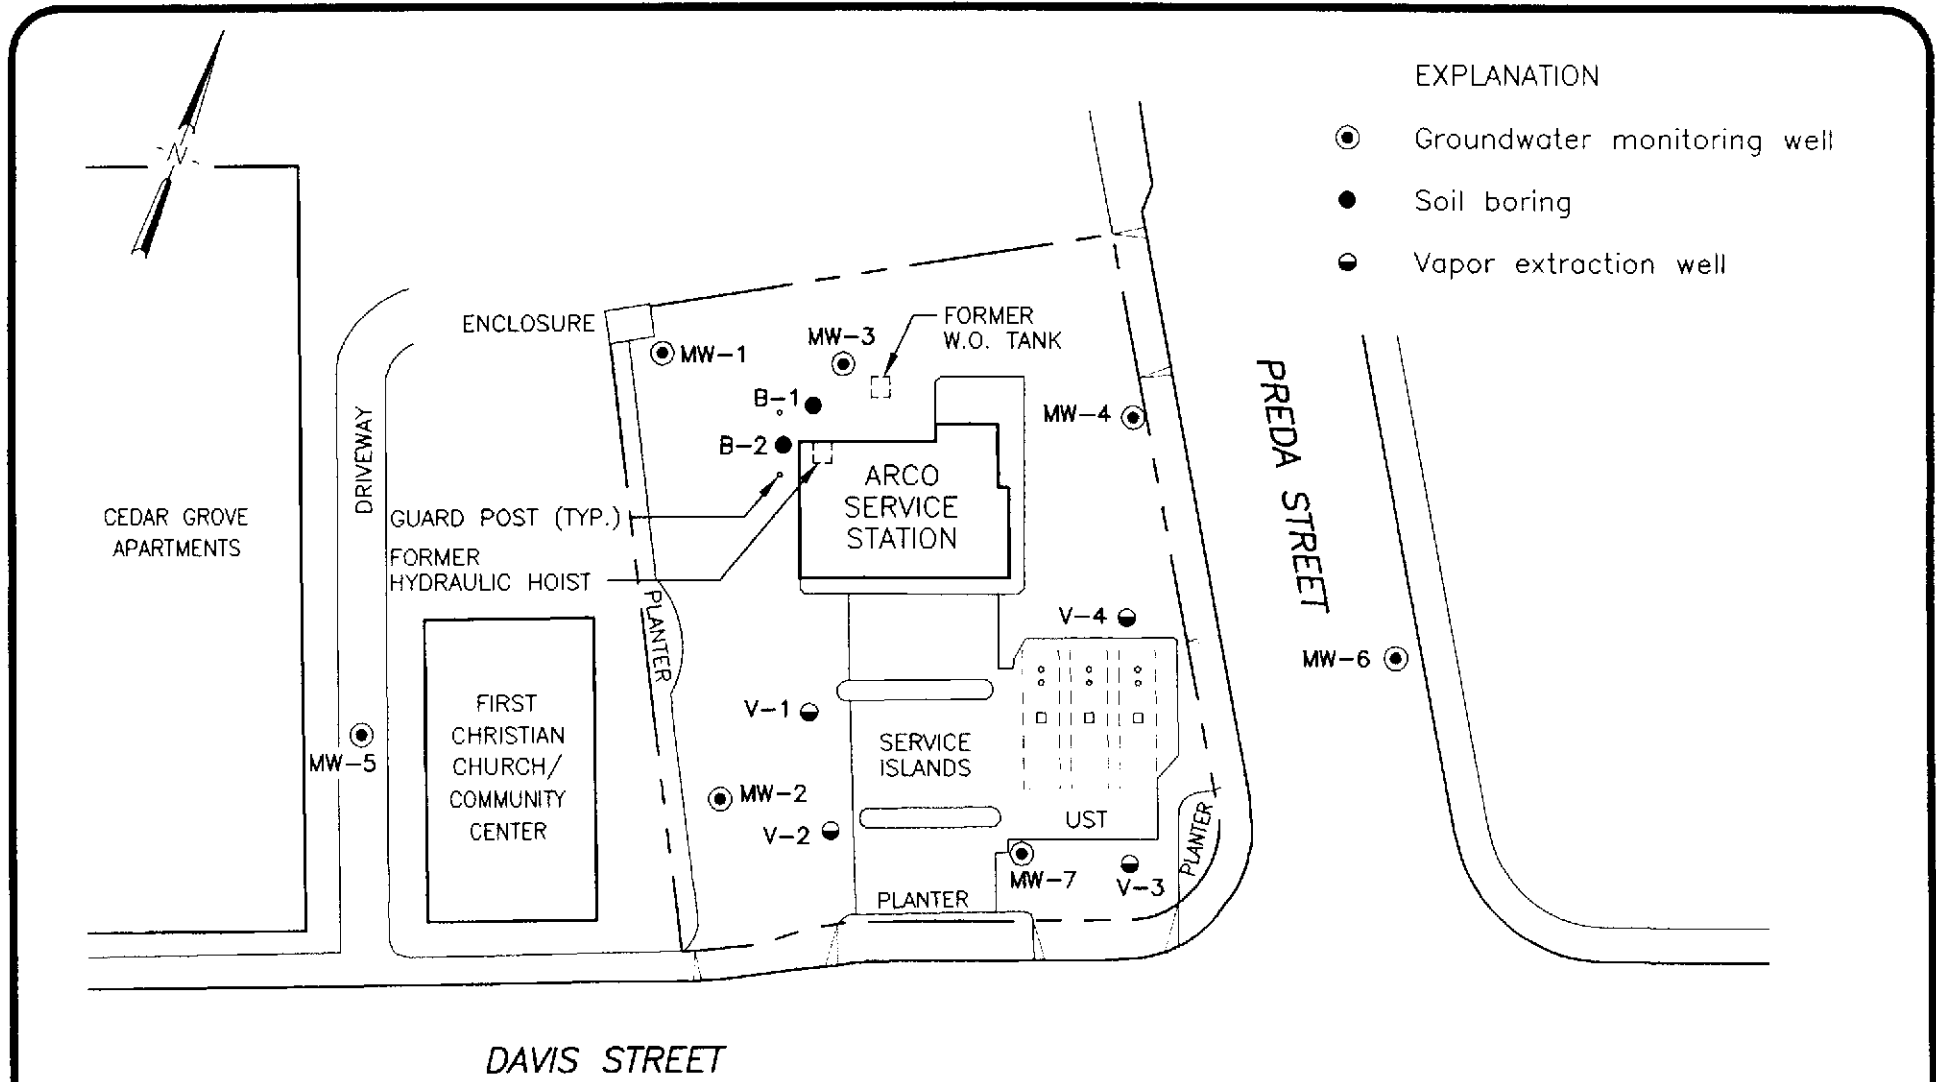 EXPLANATION
Groundwater monitoring well
Soil boring
Vapor extraction well
N
ENCLOSURE
MW-1
MW-3
FORMER
W.O. TANK
B-1
B-2
MW-4
PREDA STREET
DRIVEWAY
CEDAR GROVE
APARTMENTS
ARCO
SERVICE
STATION
GUARD POST (TYP.)
FORMER
HYDRAULIC HOIST
PLANTER
V-4
MW-6
FIRST
CHRISTIAN
CHURCH/
COMMUNITY
CENTER
MW-5
V-1
SERVICE
ISLANDS
MW-2
V-2
UST
PLANTER
MW-7
V-3
PLANTER
DAVIS STREET